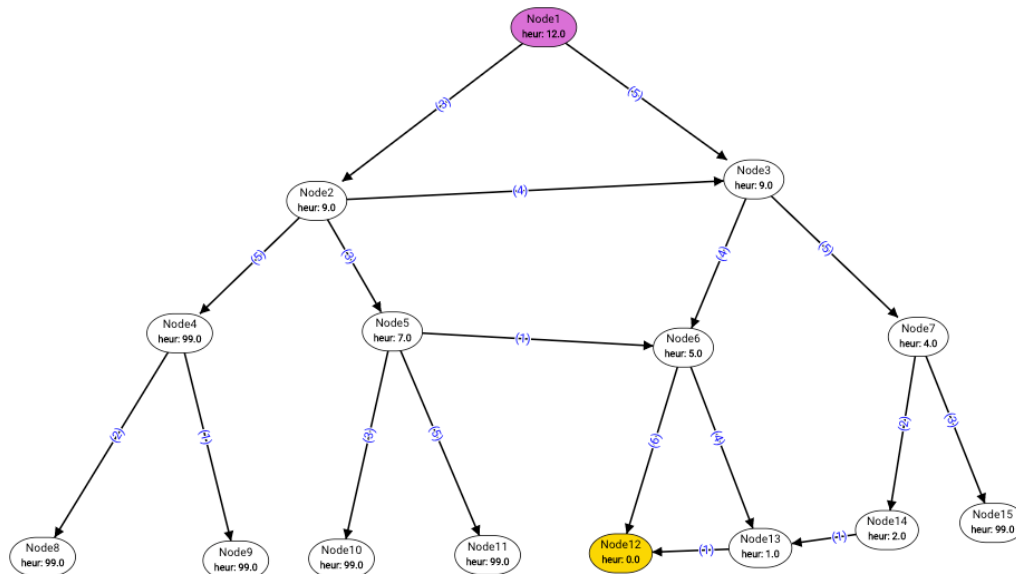 Node1
heur: 12.0
(3)
(5)
Node2
heur: 9.0
(4)
Node3
heur: 9.0
(5)
(3)
(4)
(5)
Node4
heur: 99.0
Node5
heur: 7.0
(1)
Node6
heur: 5.0
Node7
heur: 4.0
(2)
(1)
(3)
(5)
(6)
(4)
(2)
(3)
Node8
heur: 99.0
Node9
heur: 99.0
Node10
heur: 99.0
Node11
heur: 99.0
Node12
heur: 0.0
(1)
Node13
heur: 1.0
(1)
Node14
heur: 2.0
Node15
heur: 99.0